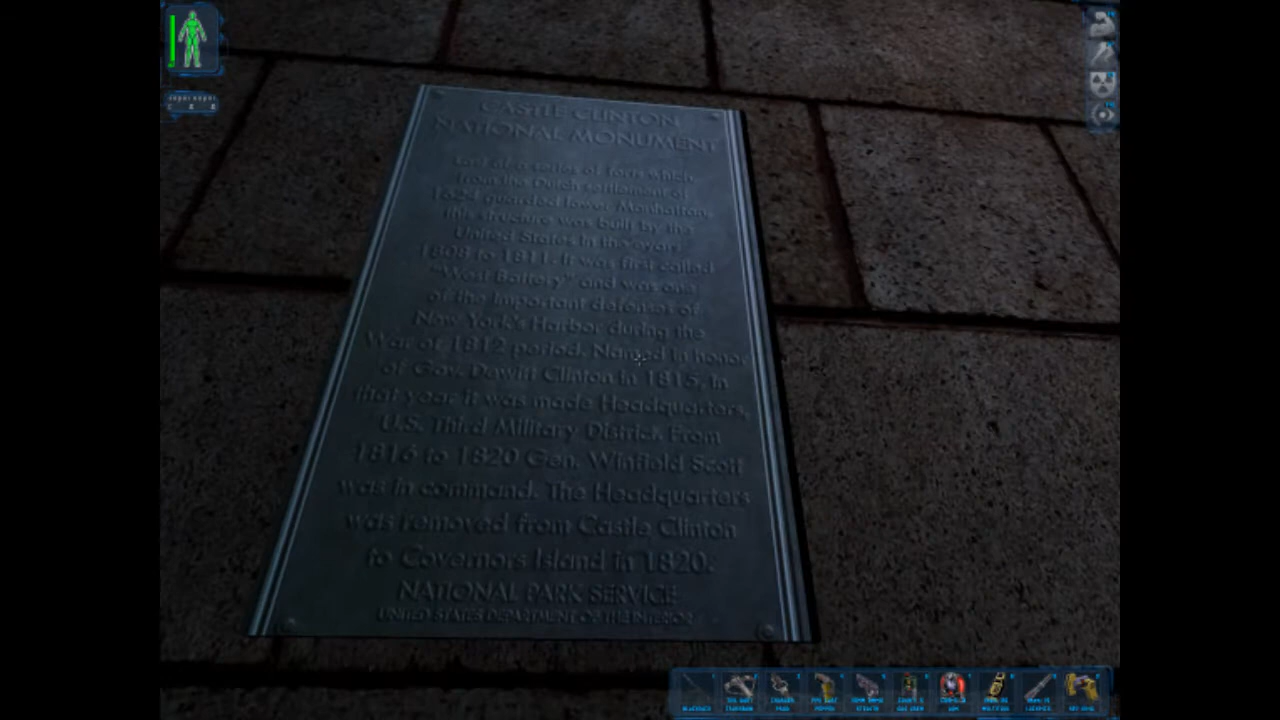 CASTLE CLINTON
NATIONAL MONUMENT
Last of a series of forts which
from the Dutch settlement of
1624 guarded lower Manhattan,
this structure was built by the
United States in the years
1808 to 1811. It was first called
"West Battery" and was one
of the important defenses of
New York's Harbor during the
War of 1812 period. Named in honor
of Gov. Dewitt Clinton in 1815. In
that year it was made Headquarters,
U.S. Third Military District. From
1816 to 1820 Gen. Winfield Scott
was in command. The Headquarters
was removed from Castle Clinton
to Governors Island in 1820.
NATIONAL PARK SERVICE
UNITED STATES DEPARTMENT OF THE INTERIOR